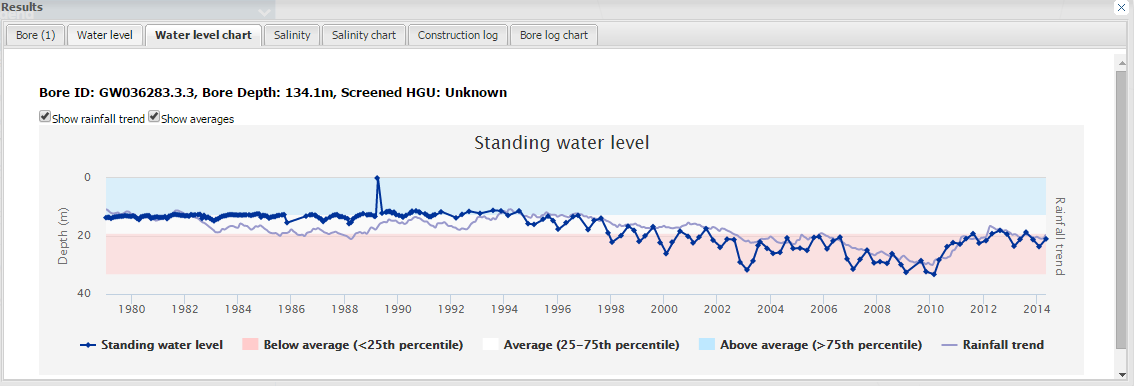 Results
Bore (1) Water level Water level chart Salinity Salinity chart Construction log Bore log chart
Bore ID: GW036283.3.3, Bore Depth: 134.1m, Screened HGU: Unknown
Show rainfall trend Show averages
Standing water level
Depth (m)
0
20
40
Rainfall trend
1980 1982 1984 1986 1988 1990 1992 1994 1996 1998 2000 2002 2004 2006 2008 2010 2012 2014
Standing water level Below average (<25th percentile) Average (25-75th percentile) Above average (>75th percentile) Rainfall trend